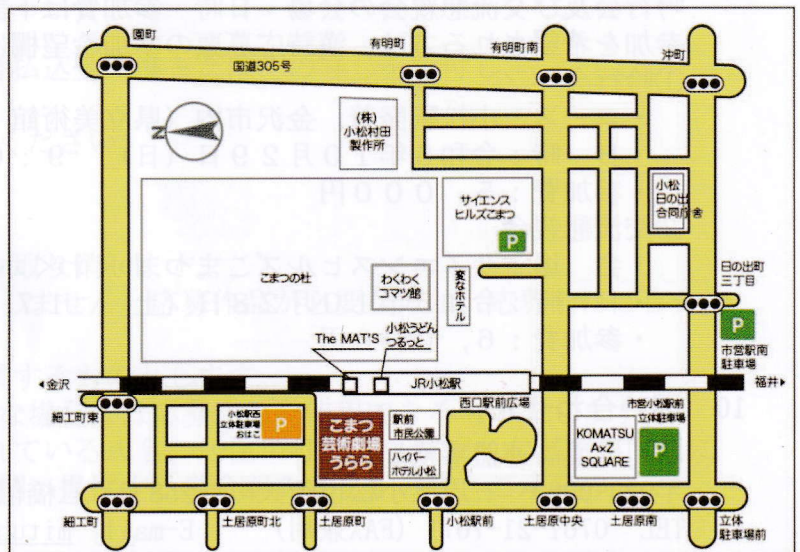 園町
有明町
有明町南
沖町
国道305号
N
(株)
小松村田
製作所
小松
日の出
合同庁舎
サイエンス
ヒルズこまつ
P
こまつの杜
わくわく
コマツ館
変なホテル
日の出町
三丁目
P
市営駅南
駐車場
The MAT'S
小松うどん
つるっと
金沢
JR小松駅
福井
細工町東
小松駅西
立体駐車場
おはこ
P
こまつ
芸術劇場
うらら
駅前
市民公園
ハイパー
ホテル小松
西口駅前広場
市営小松駅前
立体駐車場
KOMATSU
A×Z
SQUARE
P
細工町
土居原町北
土居原町
小松駅前
土居原中央
土居原南
立体
駐車場前